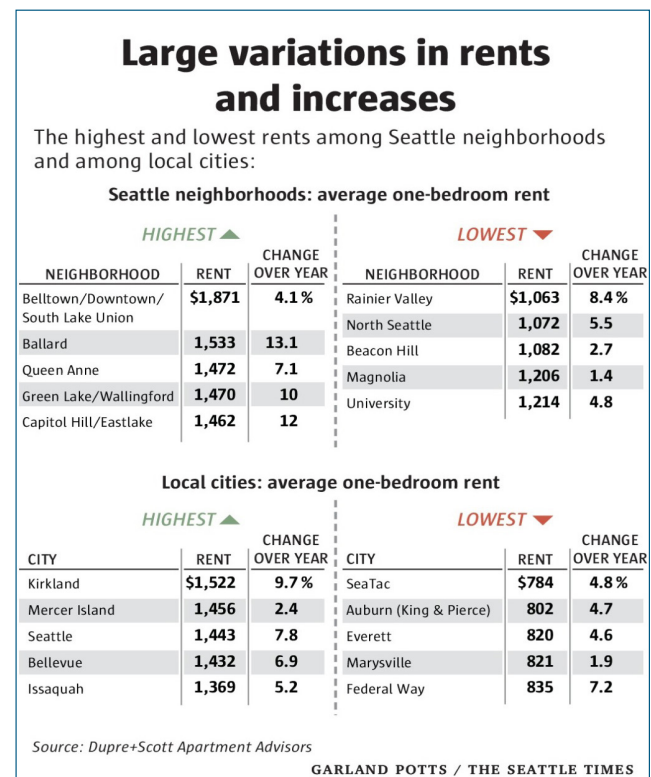 Large variations in rents
and increases
The highest and lowest rents among Seattle neighborhoods
and among local cities:
Seattle neighborhoods: average one-bedroom rent
HIGHEST
NEIGHBORHOOD RENT CHANGE OVER YEAR
Belltown/Downtown/ $1,871 4.1%
South Lake Union
Ballard 1,533 13.1
Queen Anne 1,472 7.1
Green Lake/Wallingford 1,470 10
Capitol Hill/Eastlake 1,462 12
LOWEST
NEIGHBORHOOD RENT CHANGE OVER YEAR
Rainier Valley $1,063 8.4%
North Seattle 1,072 5.5
Beacon Hill 1,082 2.7
Magnolia 1,206 1.4
University 1,214 4.8
Local cities: average one-bedroom rent
HIGHEST
CITY RENT CHANGE OVER YEAR
Kirkland $1,522 9.7%
Mercer Island 1,456 2.4
Seattle 1,443 7.8
Bellevue 1,432 6.9
Issaquah 1,369 5.2
LOWEST
CITY RENT CHANGE OVER YEAR
SeaTac $784 4.8%
Auburn (King & Pierce) 802 4.7
Everett 820 4.6
Marysville 821 1.9
Federal Way 835 7.2
Source: Dupre+Scott Apartment Advisors
GARLAND POTTS / THE SEATTLE TIMES